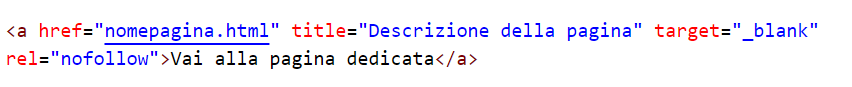 <a href="nomepagina.html" title="Descrizione della pagina" target="_blank"
rel="nofollow">Vai alla pagina dedicata</a>